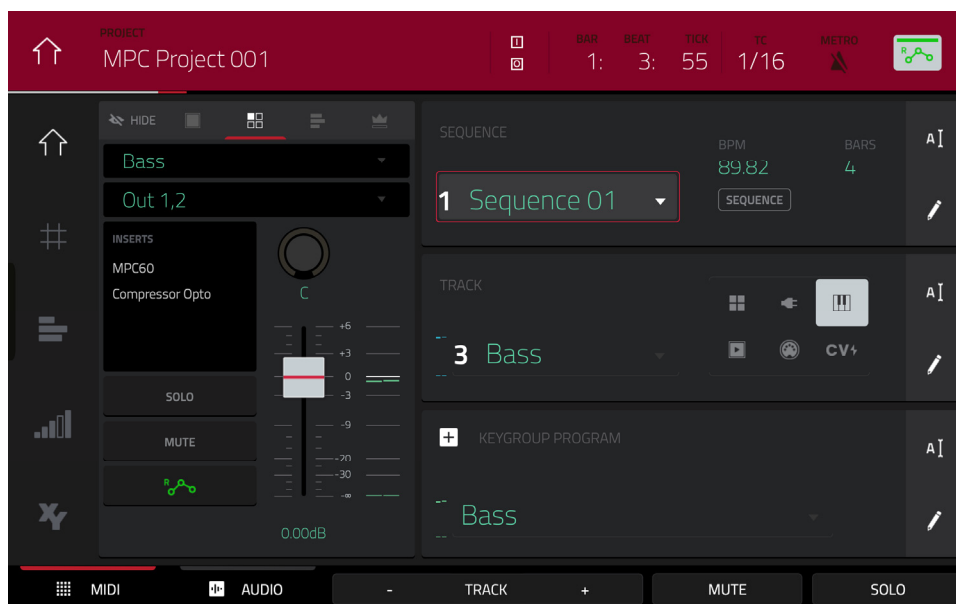 PROJECT
MPC Project 001
BAR BEAT TICK TC METRO
1: 3: 55 1/16
R
HIDE
Bass
Out 1,2
INSERTS
MPC60
Compressor Opto
C
+6
+3
0
-3
-9
-20
-30
-∞
SOLO
MUTE
R
0.00dB
SEQUENCE
BPM BARS
89.82 4
1 Sequence 01
SEQUENCE
TRACK
3 Bass
CV
KEYGROUP PROGRAM
Bass
A
A
A
XY
MIDI AUDIO - TRACK + MUTE SOLO